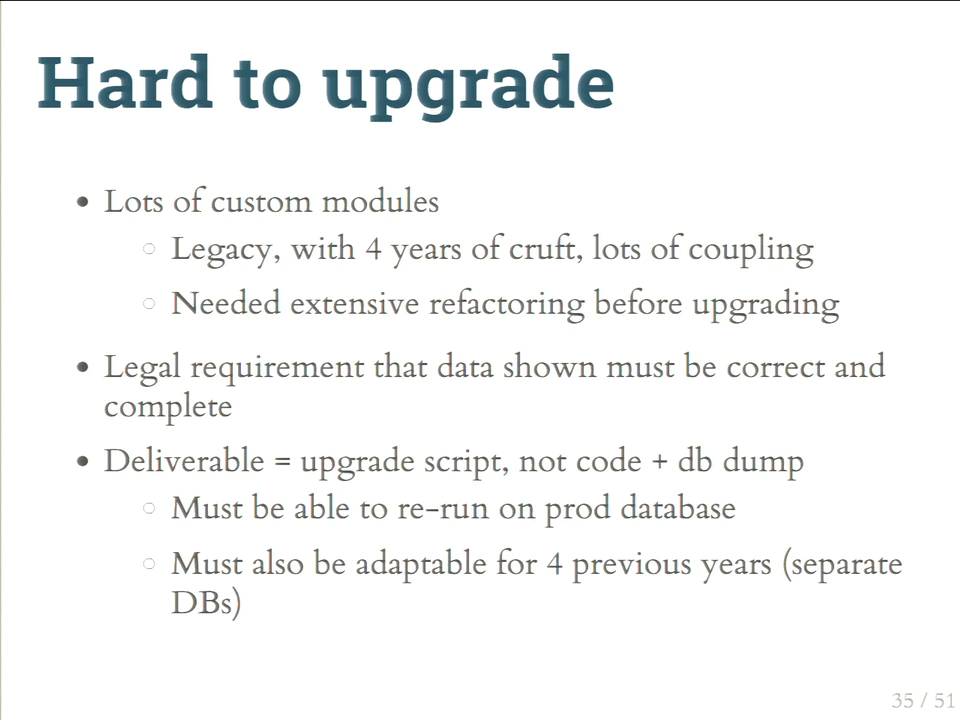 Hard to upgrade
• Lots of custom modules
○ Legacy, with 4 years of cruft, lots of coupling
○ Needed extensive refactoring before upgrading
• Legal requirement that data shown must be correct and
complete
• Deliverable = upgrade script, not code + db dump
○ Must be able to re-run on prod database
○ Must also be adaptable for 4 previous years (separate
DBs)
35 / 51